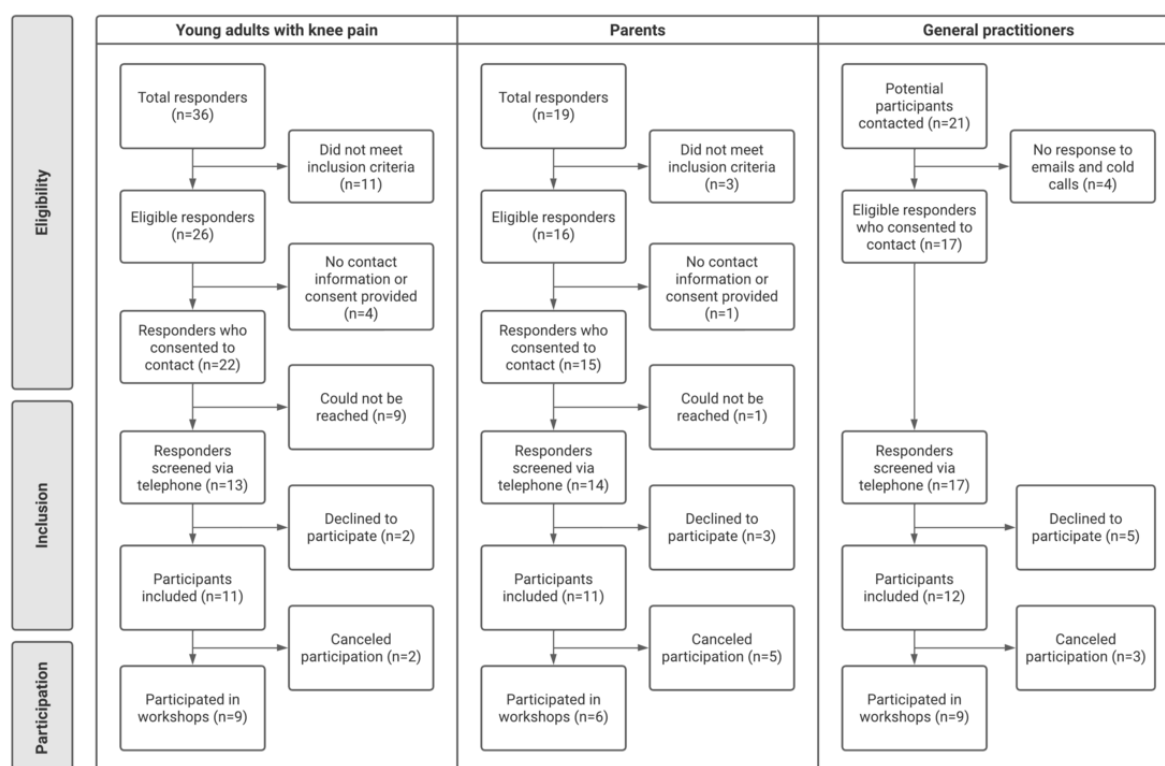 Young adults with knee pain
Parents
General practitioners
Eligibility
Inclusion
Participation
Total responders
(n=36)
Did not meet
inclusion criteria
(n=11)
Eligible responders
(n=26)
No contact
information or
consent provided
(n=4)
Responders who
consented to
contact (n=22)
Could not be
reached (n=9)
Responders
screened via
telephone (n=13)
Declined to
participate (n=2)
Participants
included (n=11)
Canceled
participation (n=2)
Participated in
workshops (n=9)
Total responders
(n=19)
Did not meet
inclusion criteria
(n=3)
Eligible responders
(n=16)
No contact
information or
consent provided
(n=1)
Responders who
consented to
contact (n=15)
Could not be
reached (n=1)
Responders
screened via
telephone (n=14)
Declined to
participate (n=3)
Participants
included (n=11)
Canceled
participation (n=5)
Participated in
workshops (n=6)
Potential
participants
contacted (n=21)
No response to
emails and cold
calls (n=4)
Eligible responders
who consented to
contact (n=17)
Responders
screened via
telephone (n=17)
Declined to
participate (n=5)
Participants
included (n=12)
Canceled
participation (n=3)
Participated in
workshops (n=9)